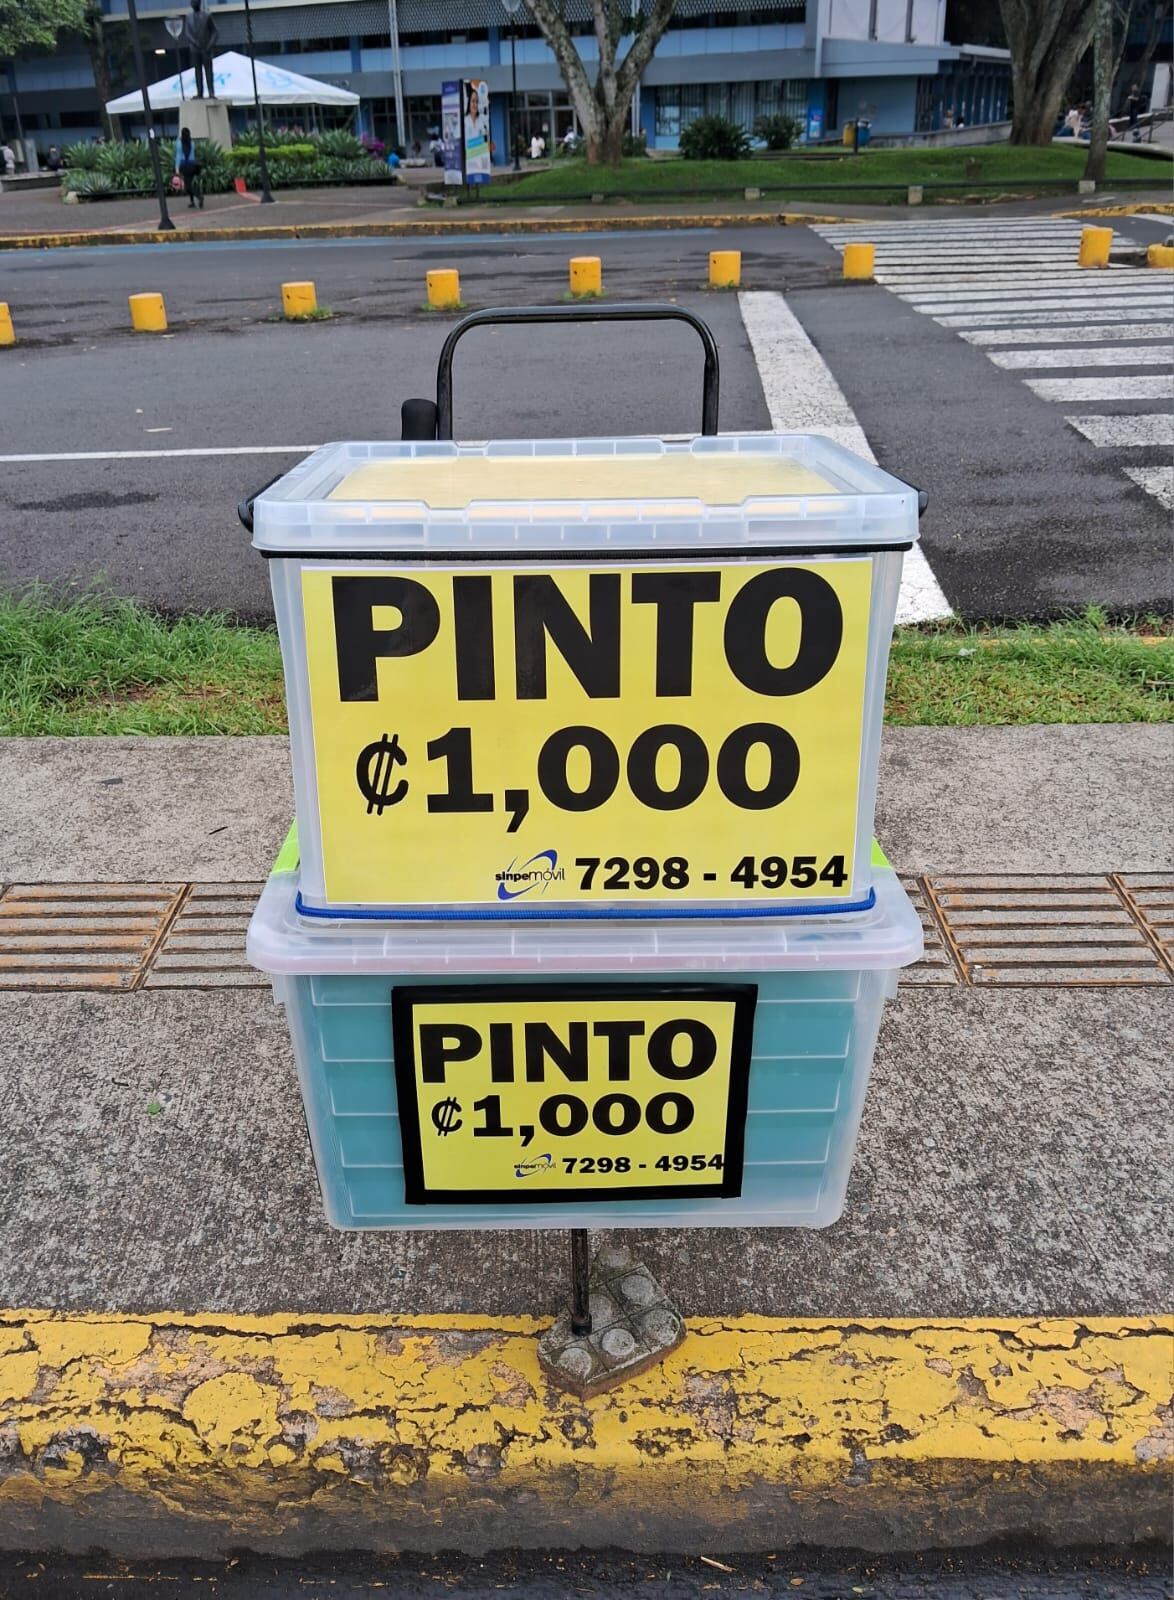 PINTO
₡1,000
sinpemóvil 7298 - 4954
PINTO
₡1,000
sinpemóvil 7298 - 4954